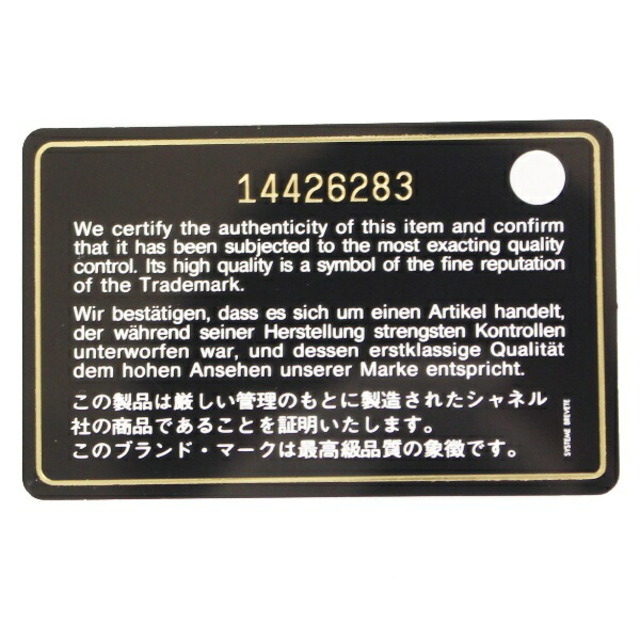 14426283
We certify the authenticity of this item and confirm
that it has been subjected to the most exacting quality
control. Its high quality is a symbol of the fine reputation
of the Trademark.
Wir bestätigen, dass es sich um einen Artikel handelt,
der während seiner Herstellung strengsten Kontrollen
unterworfen war, und dessen erstklassige Qualität
dem hohen Ansehen unserer Marke entspricht.
この製品は厳しい管理のもとに製造されたシャネル
社の商品であることを証明いたします。
このブランド・マークは最高級品質の象徴です。
SYSTEME BREVETE